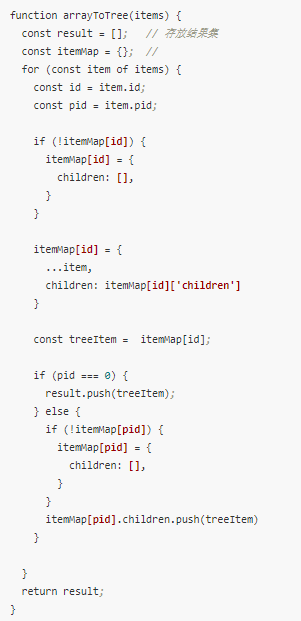 function arrayToTree(items) {
  const result = [];   // 存放结果集
  const itemMap = {};  //
  for (const item of items) {
    const id = item.id;
    const pid = item.pid;

    if (!itemMap[id]) {
      itemMap[id] = {
        children: [],
      }
    }

    itemMap[id] = {
      ...item,
      children: itemMap[id]['children']
    }

    const treeItem =  itemMap[id];

    if (pid === 0) {
      result.push(treeItem);
    } else {
      if (!itemMap[pid]) {
        itemMap[pid] = {
          children: [],
        }
      }
      itemMap[pid].children.push(treeItem)
    }

  }
  return result;
}